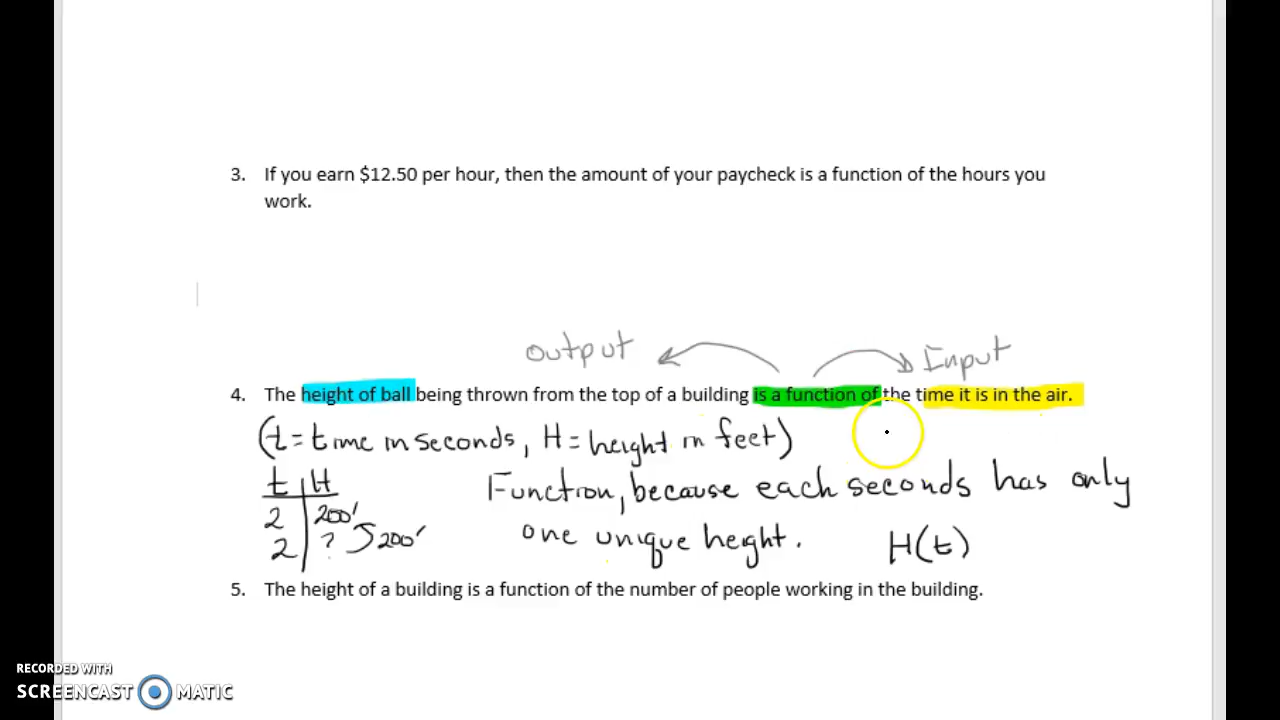 3. If you earn $12.50 per hour, then the amount of your paycheck is a function of the hours you
work.
Output Input
4. The height of ball being thrown from the top of a building is a function of the time it is in the air.
(t = time in seconds, H = height in feet)
t H
Function, because each seconds has only
2 200'
one unique height. H(t)
2 ? 200'
5. The height of a building is a function of the number of people working in the building.
RECORDED WITH
SCREENCAST MATIC